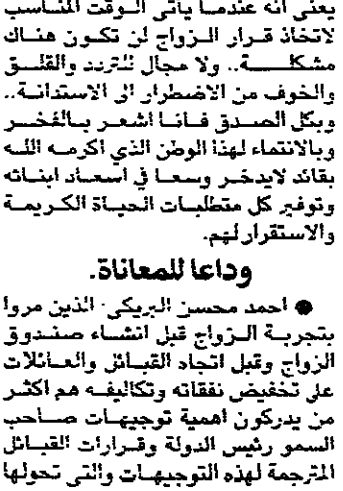 يعني أنه عندما يأتي الوقت المناسب
لاتخاذ قرار الزواج لن تكون هناك
مشكلة.. ولا مجال للتردد والقلق
والخوف من الاضطرار الى الاستدانة..
وبكل الصدق فانا اشعر بالفخر
وبالانتماء لهذا الوطن الذي اكرمه الله
بقائد لايدخر وسعا في اسعاد ابنائه
وتوفير كل متطلبات الحياة الكريمة
والاستقرار لهم.
وداعا للمعاناة.
● احمد محسن البريكي: الذين مروا
بتجربة الزواج قبل انشاء صندوق
الزواج وقبل اتجاه القبائل والعائلات
على تخفيض نفقاته وتكاليفه هم اكثر
من يدركون اهمية توجيهات صاحب
السمو رئيس الدولة وقرارات القبائل
المترجمة لهذه التوجيهات والتي تحولها